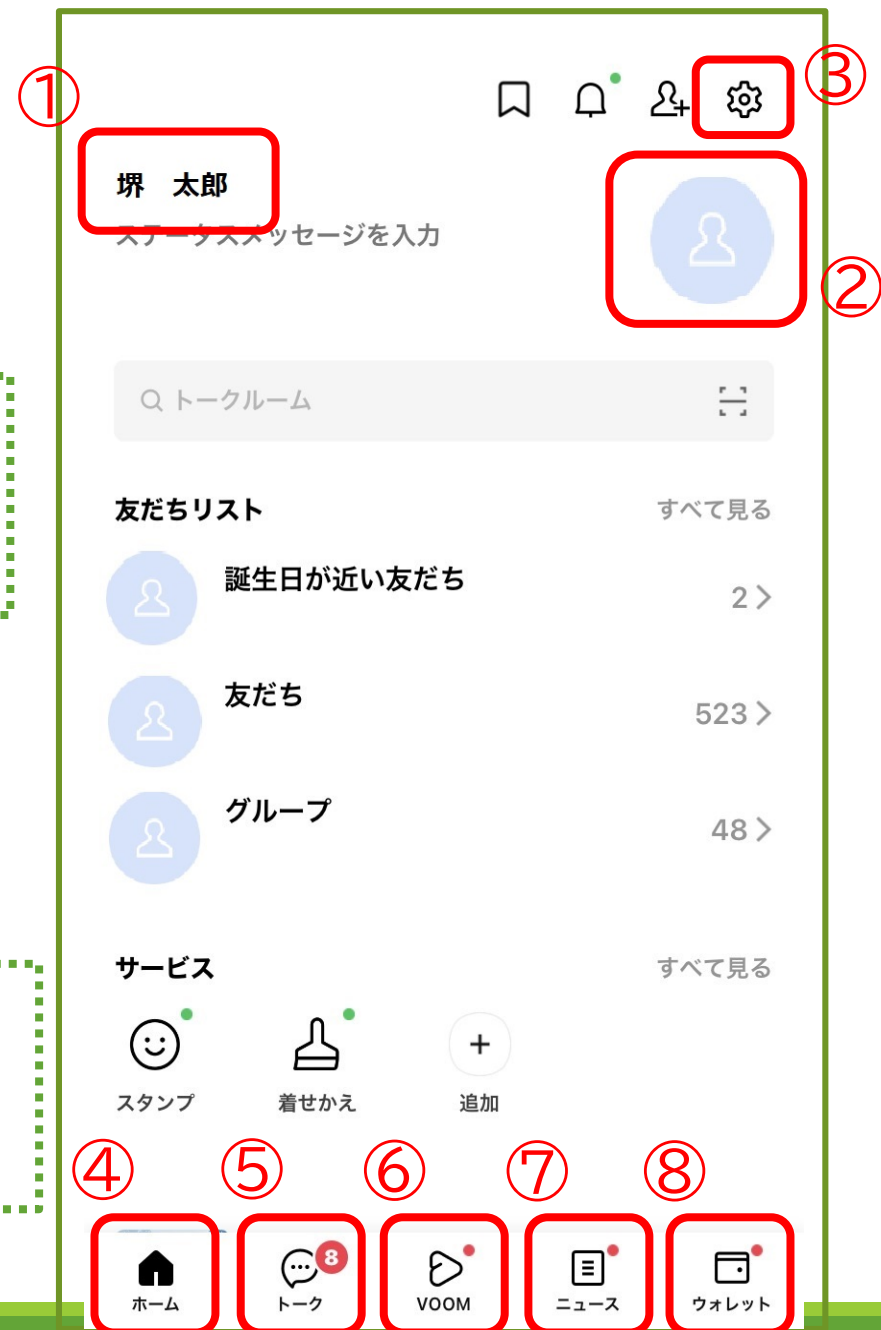 ①
③
堺　太郎
ステータスメッセージを入力
②
トークルーム
友だちリスト すべて見る
誕生日が近い友だち 2
友だち 523
グループ 48
サービス すべて見る
スタンプ 着せかえ 追加
④ ⑤ ⑥ ⑦ ⑧
8
ホーム トーク VOOM ニュース ウォレット